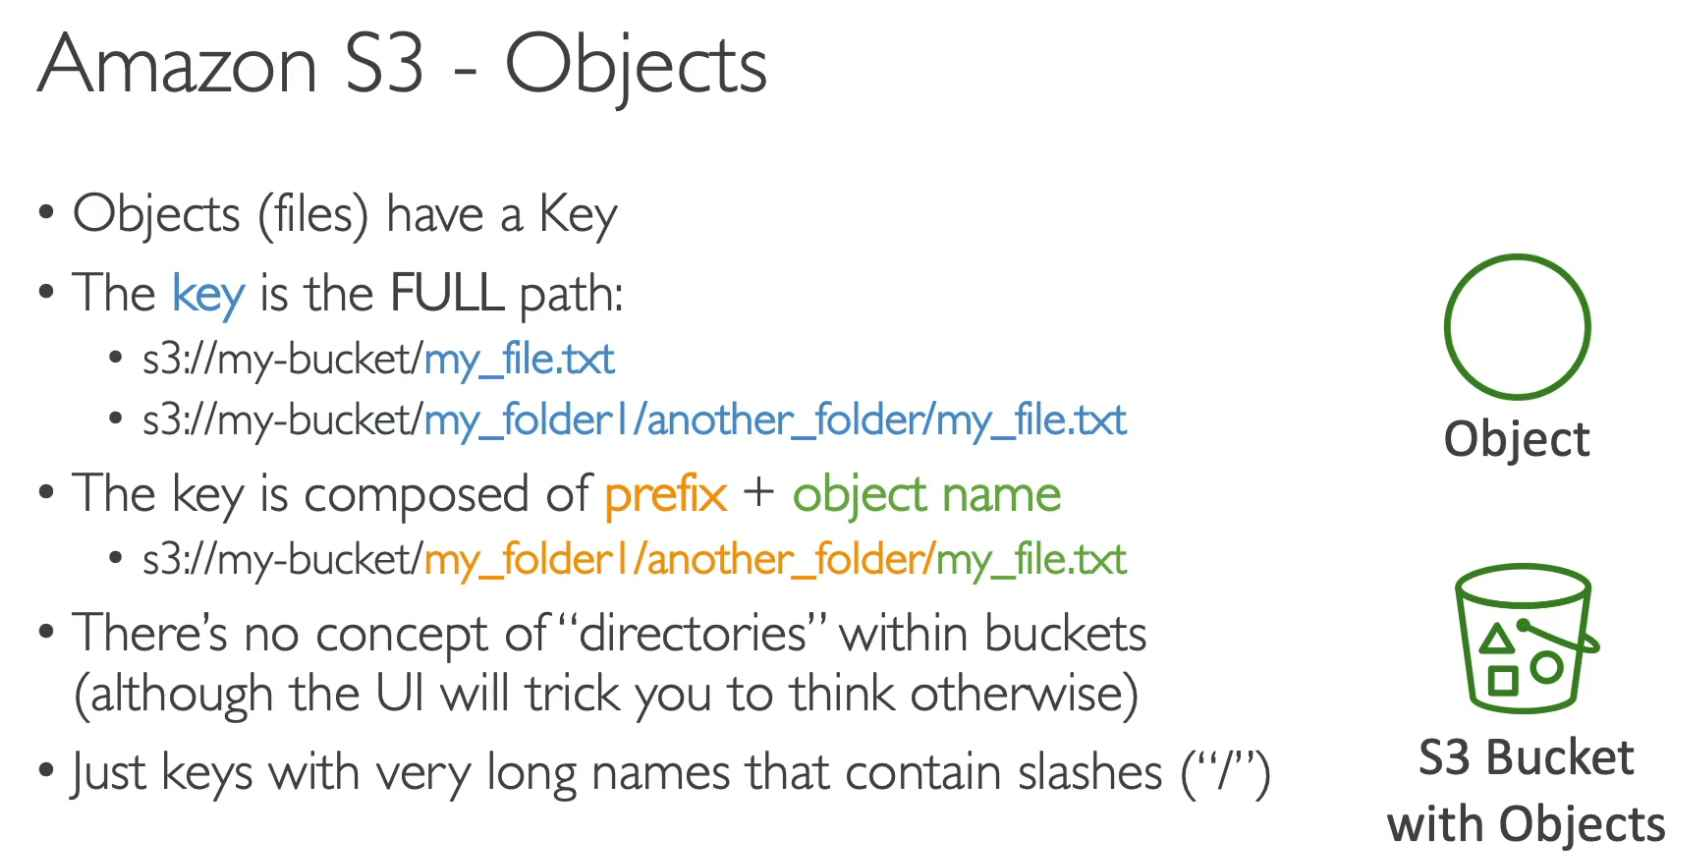 Amazon S3 - Objects
• Objects (files) have a Key
• The key is the FULL path:
• s3://my-bucket/my_file.txt
• s3://my-bucket/my_folder1/another_folder/my_file.txt
• The key is composed of prefix + object name
• s3://my-bucket/my_folder1/another_folder/my_file.txt
• There’s no concept of “directories” within buckets
(although the UI will trick you to think otherwise)
• Just keys with very long names that contain slashes (“/”)
Object
S3 Bucket
with Objects